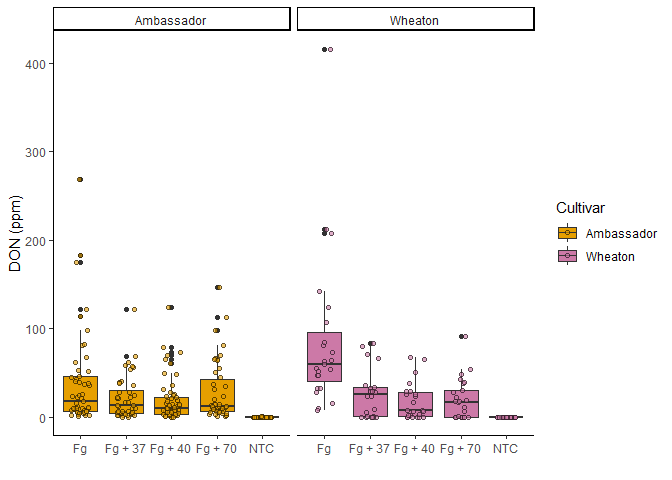 Ambassador Wheaton
400
300
200
100
0
DON (ppm)
Fg Fg + 37 Fg + 40 Fg + 70 NTC Fg Fg + 37 Fg + 40 Fg + 70 NTC
Cultivar
Ambassador
Wheaton